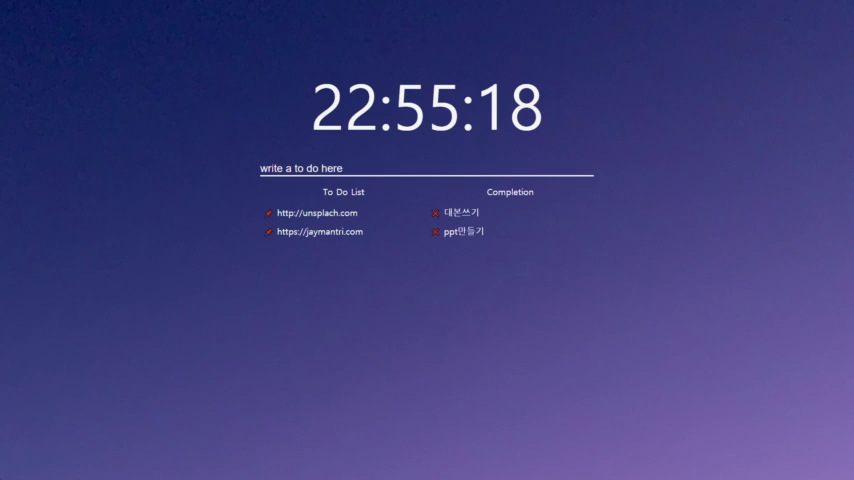 22:55:18
write a to do here
To Do List Completion
http://unsplach.com 대본쓰기
https://jaymantri.com ppt만들기